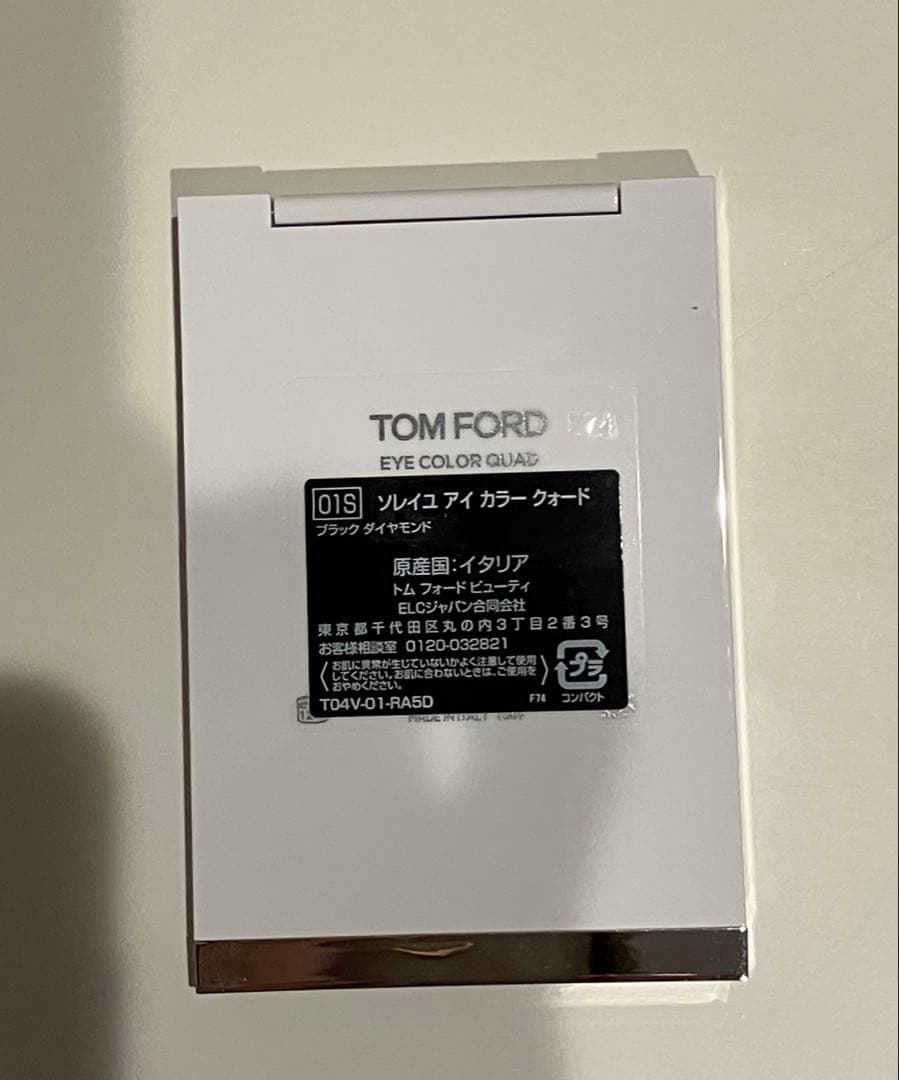 TOM FORD
EYE COLOR QUAD
01S ソレイユ アイ カラー クォード
ブラック ダイヤモンド
原産国:イタリア
トム フォード ビューティ
ELCジャパン合同会社
東京都千代田区丸の内3丁目2番3号
お客様相談室 0120-032821
お肌に異常が生じていないかよく注意して使用
してください。お肌に合わないときは、ご使用を
おやめください。
プラ
T04V-01-RA5D F74 コンパクト
MADE IN ITALY